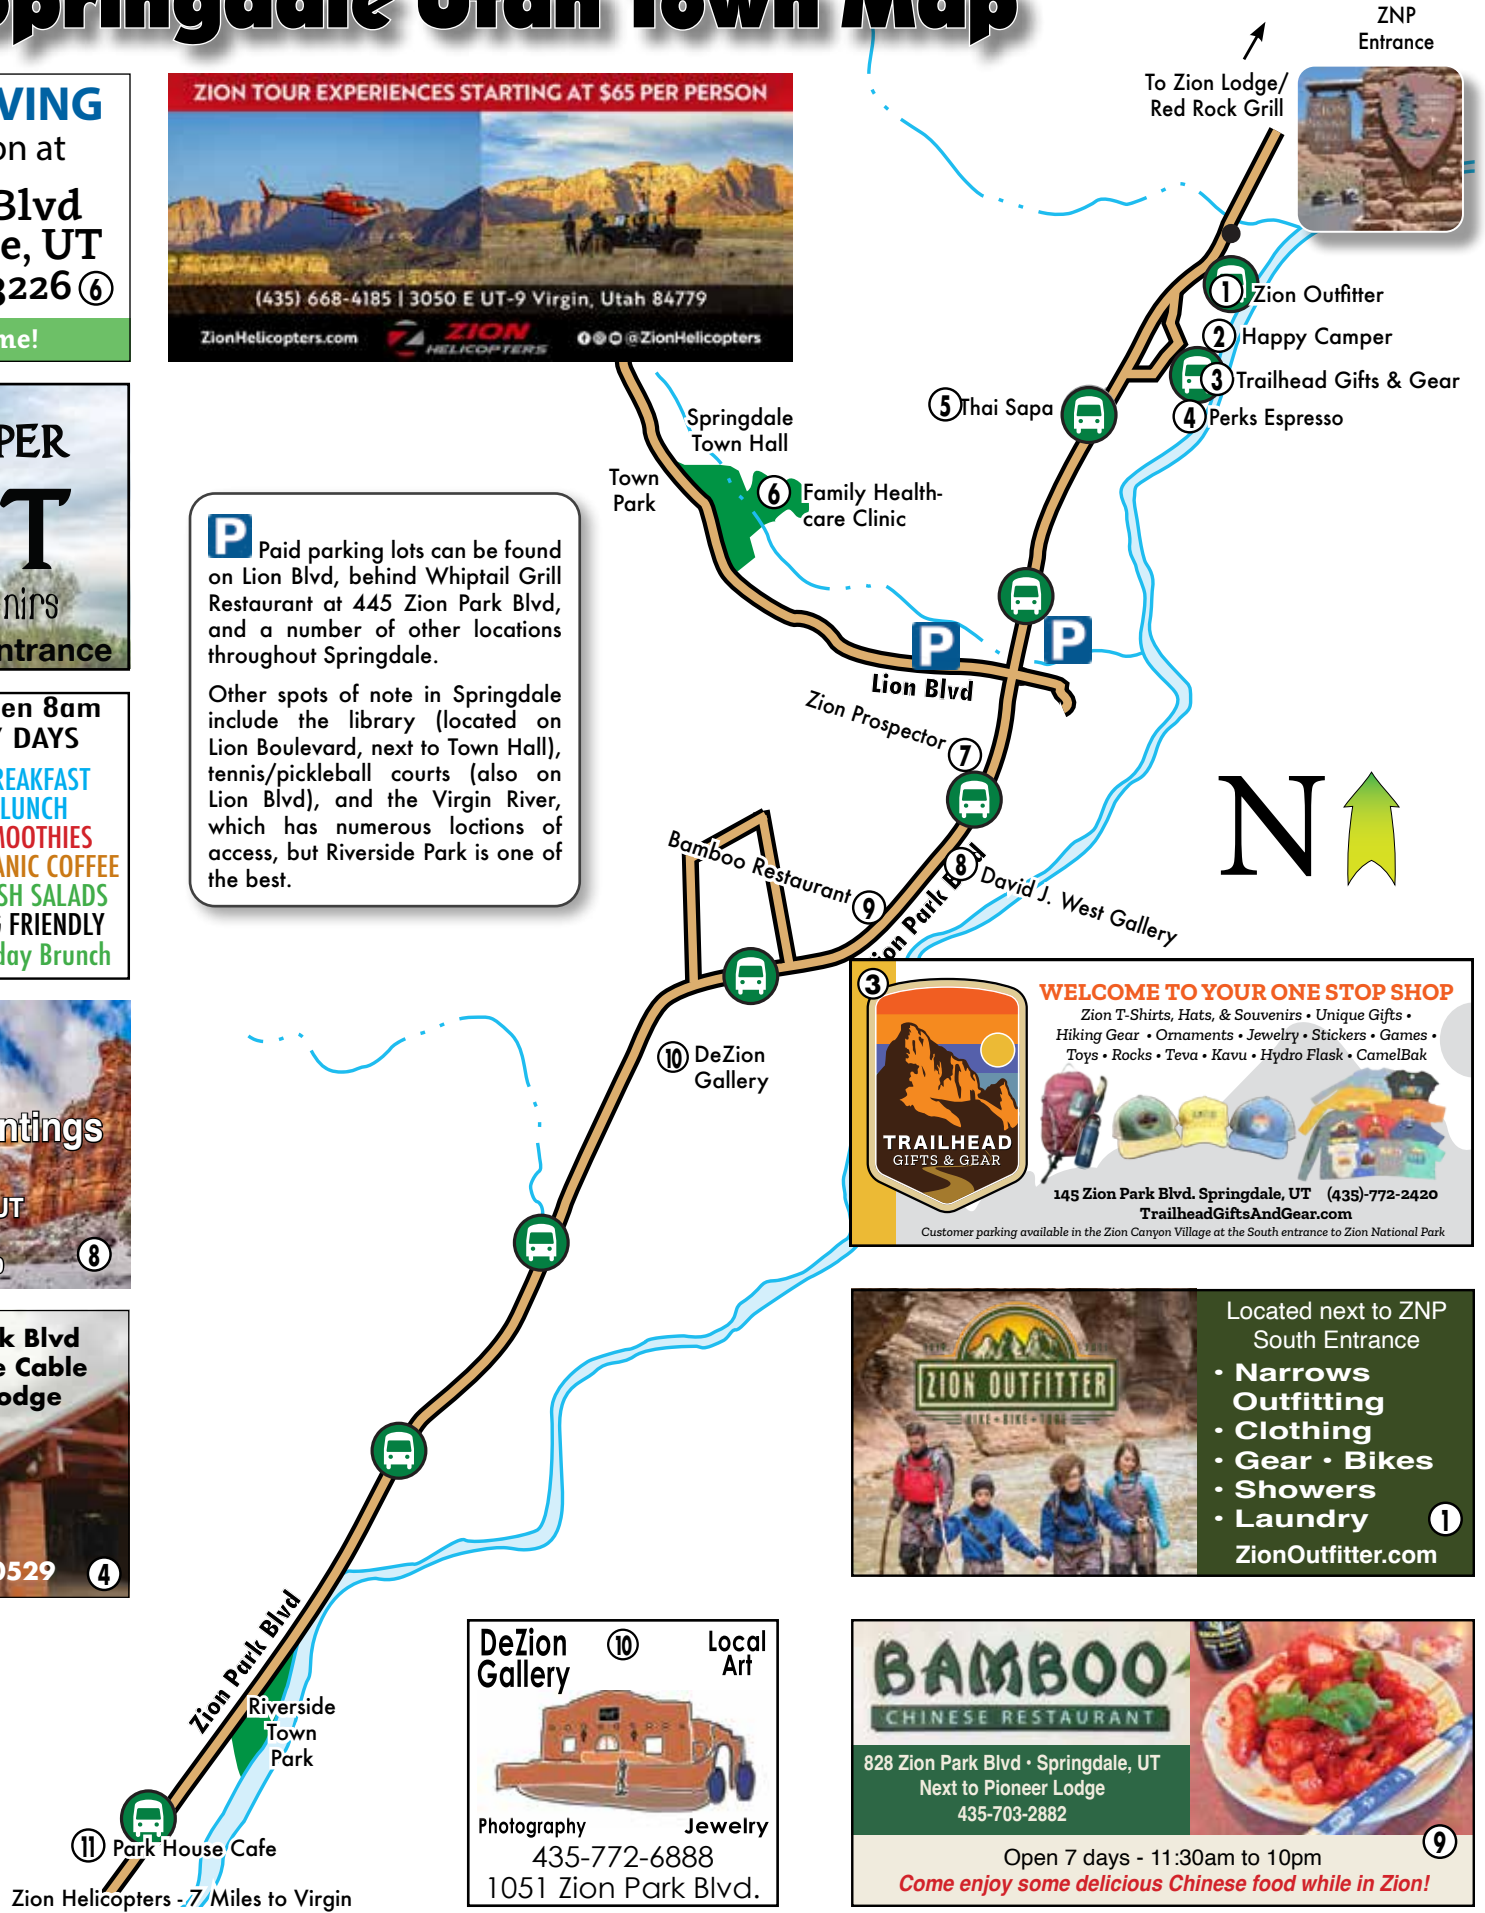 Springdale Utah Town Map
ZNP
Entrance
To Zion Lodge/
Red Rock Grill
VING
on at
Blvd
e, UT
3226 6
me!
ZION TOUR EXPERIENCES STARTING AT $65 PER PERSON
(435) 668-4185 | 3050 E UT-9 Virgin, Utah 84779
ZionHelicopters.com
ZION
HELICOPTERS
@ZionHelicopters
1 Zion Outfitter
2 Happy Camper
3 Trailhead Gifts & Gear
4 Perks Espresso
5 Thai Sapa
Springdale
Town Hall
Town
Park
6 Family Health-
care Clinic
PER
T
nirs
ntrance
P Paid parking lots can be found
on Lion Blvd, behind Whiptail Grill
Restaurant at 445 Zion Park Blvd,
and a number of other locations
throughout Springdale.
Other spots of note in Springdale
include the library (located on
Lion Boulevard, next to Town Hall),
tennis/pickleball courts (also on
Lion Blvd), and the Virgin River,
which has numerous loctions of
access, but Riverside Park is one of
the best.
P
P
Lion Blvd
Zion Prospector 7
N
en 8am
Y DAYS
REAKFAST
LUNCH
MOOTHIES
ANIC COFFEE
SH SALADS
G FRIENDLY
day Brunch
Bamboo Restaurant 9
8 David J. West Gallery
ion Park B d
10 DeZion
Gallery
3
TRAILHEAD
GIFTS & GEAR
WELCOME TO YOUR ONE STOP SHOP
Zion T-Shirts, Hats, & Souvenirs • Unique Gifts •
Hiking Gear • Ornaments • Jewelry • Stickers • Games •
Toys • Rocks • Teva • Kavu • Hydro Flask • CamelBak
145 Zion Park Blvd. Springdale, UT (435)-772-2420
TrailheadGiftsAndGear.com
Customer parking available in the Zion Canyon Village at the South entrance to Zion National Park
ntings
UT
8
k Blvd
e Cable
odge
0529 4
ZION OUTFITTER
Located next to ZNP
South Entrance
• Narrows
Outfitting
• Clothing
• Gear • Bikes
• Showers
• Laundry
1
ZionOutfitter.com
Zion Park Blvd
Riverside
Town
Park
11 Park House Cafe
Zion Helicopters - 7 Miles to Virgin
DeZion
Gallery
10
Local
Art
Photography
Jewelry
435-772-6888
1051 Zion Park Blvd.
BAMBOO
CHINESE RESTAURANT
828 Zion Park Blvd • Springdale, UT
Next to Pioneer Lodge
435-703-2882
9
Open 7 days - 11:30am to 10pm
Come enjoy some delicious Chinese food while in Zion!